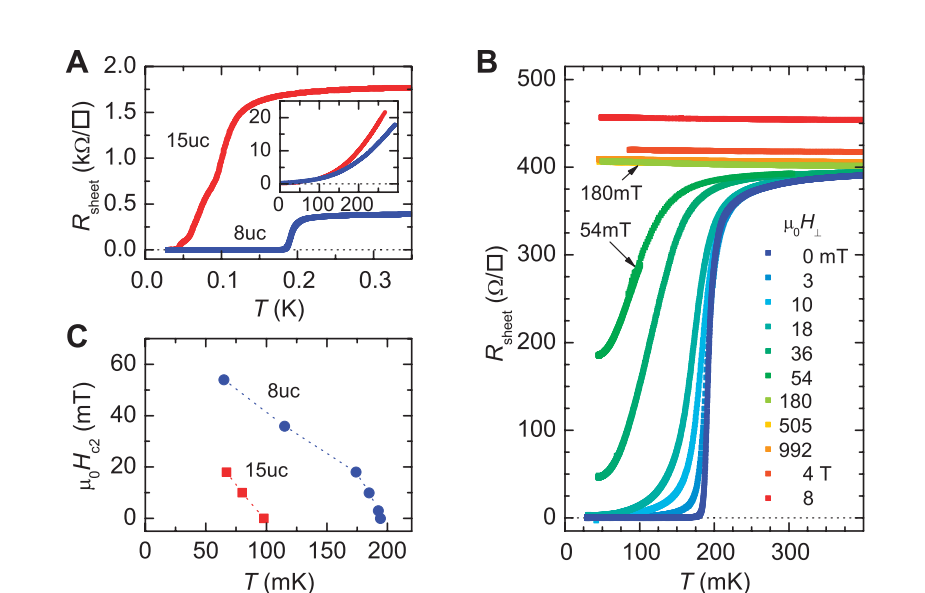 A
2.0
1.5
1.0
0.5
0.0
R_sheet (kΩ/□)
15uc
8uc
20
10
0
0 100 200
0.0 0.1 0.2 0.3
T (K)
C
60
40
20
0
μ₀H_c2 (mT)
8uc
15uc
0 50 100 150 200
T (mK)
B
500
400
300
200
100
0
R_sheet (Ω/□)
180mT
54mT
μ₀H⊥
0 mT
3
10
18
36
54
180
505
992
4 T
8
0 100 200 300
T (mK)